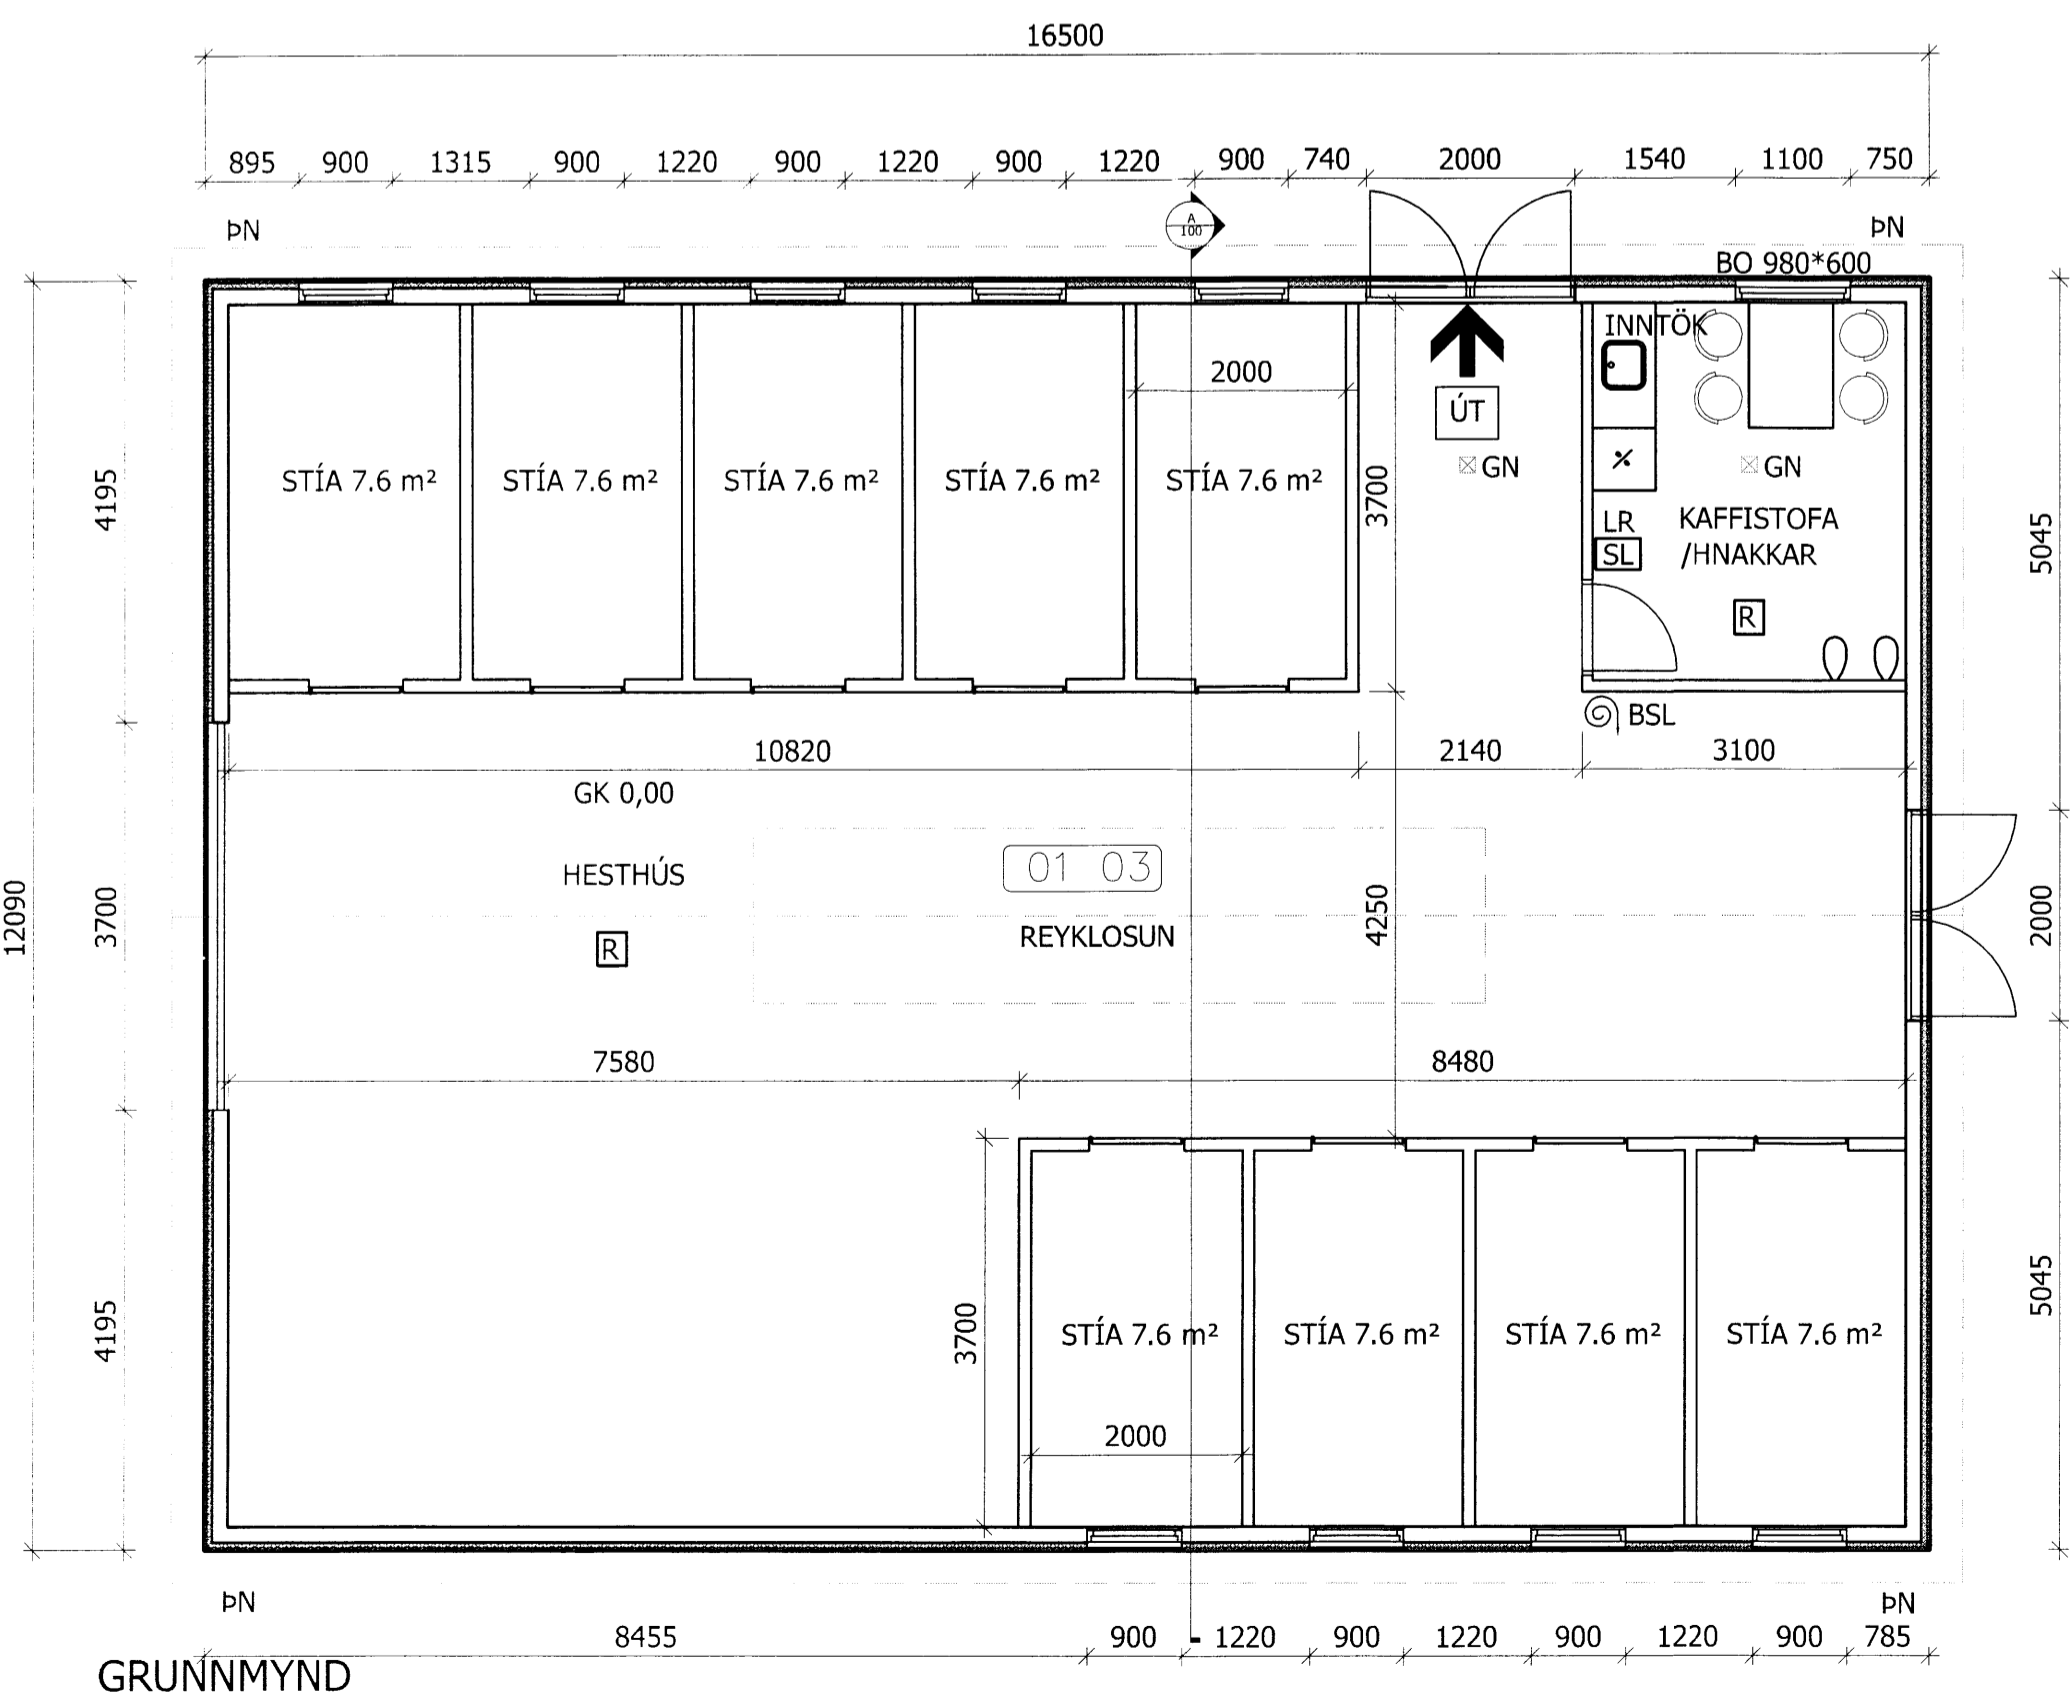 16500
895 900 1315 900 1220 900 1220 900 1220 900 740 2000 1540 1100 750
ÞN
A
100
ÞN
BO 980*600
INNTÖK
2000
ÚT
GN
GN
STÍA 7.6 m²
STÍA 7.6 m²
STÍA 7.6 m²
STÍA 7.6 m²
STÍA 7.6 m²
3700
LR
SL
KAFFISTOFA
/HNAKKAR
R
4195
5045
BSL
10820
2140
3100
GK 0,00
HESTHÚS
R
01 03
REYKLOSUN
4250
12090
3700
2000
7580
8480
3700
STÍA 7.6 m²
STÍA 7.6 m²
STÍA 7.6 m²
STÍA 7.6 m²
4195
5045
2000
ÞN
ÞN
8455 900 1220 900 1220 900 1220 900 785
GRUNNMYND